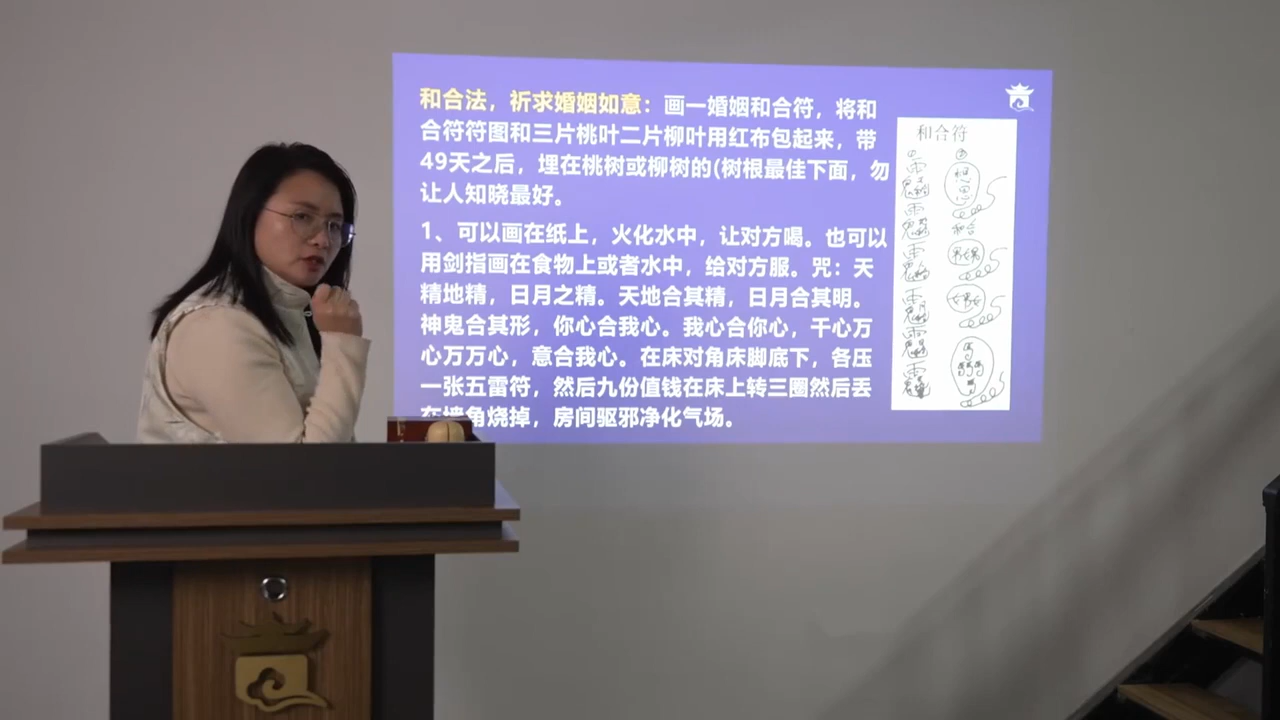 和合法，祈求婚姻如意：画一婚姻和合符，将和
合符符图和三片桃叶二片柳叶用红布包起来，带
49天之后，埋在桃树或柳树的(树根最佳下面，勿
让人知晓最好。
1、可以画在纸上，火化水中，让对方喝。也可以
用剑指画在食物上或者水中，给对方服。咒：天
精地精，日月之精。天地合其精，日月合其明。
神鬼合其形，你心合我心。我心合你心，千心万
心万万心，意合我心。在床对角床脚底下，各压
一张五雷符，然后九份值钱在床上转三圈然后丢
在墙角烧掉，房间驱邪净化气场。
和合符
和合